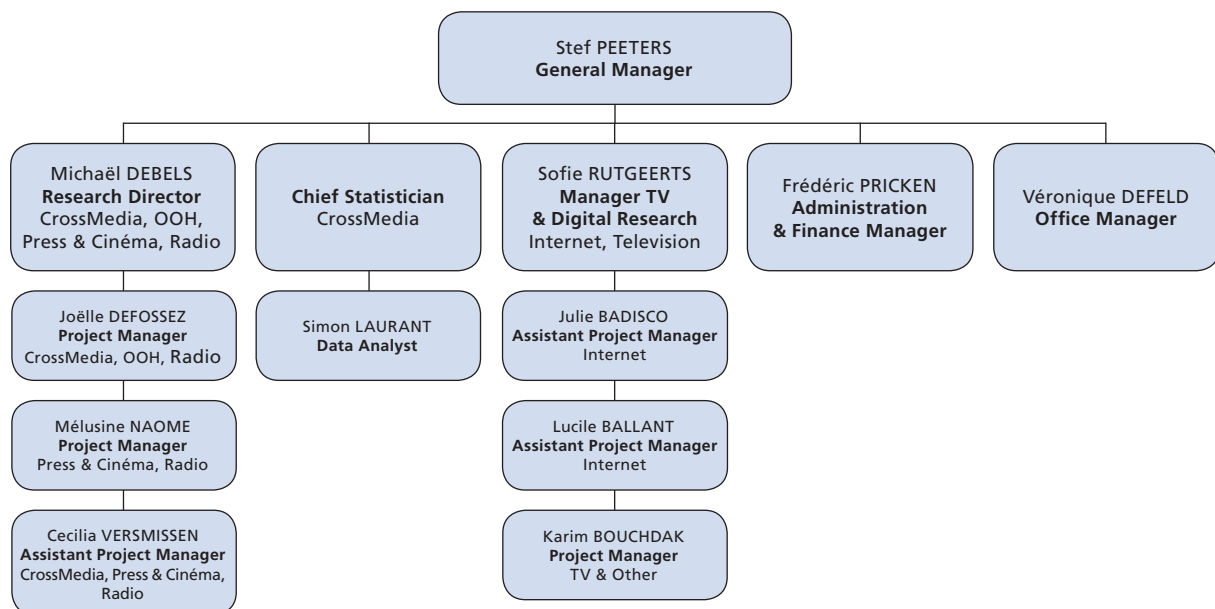 Stef PEETERS
General Manager
Michaël DEBELS
Research Director
CrossMedia, OOH,
Press & Cinéma, Radio
Chief Statistician
CrossMedia
Sofie RUTGEERTS
Manager TV
& Digital Research
Internet, Television
Frédéric PRICKEN
Administration
& Finance Manager
Véronique DEFELD
Office Manager
Joëlle DEFOSSEZ
Project Manager
CrossMedia, OOH, Radio
Simon LAURANT
Data Analyst
Julie BADISCO
Assistant Project Manager
Internet
Mélusine NAOME
Project Manager
Press & Cinéma, Radio
Lucile BALLANT
Assistant Project Manager
Internet
Cecilia VERSMISSEN
Assistant Project Manager
CrossMedia, Press & Cinéma,
Radio
Karim BOUCHDAK
Project Manager
TV & Other